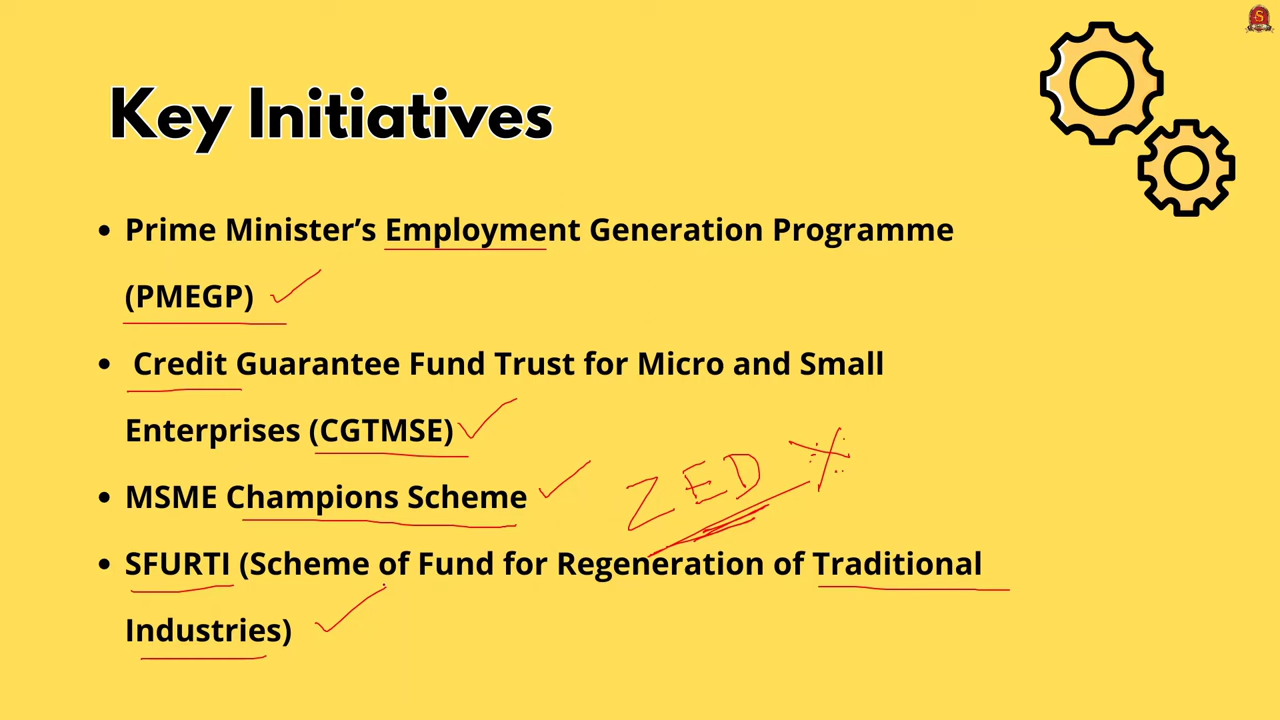 Key Initiatives
• Prime Minister’s Employment Generation Programme
(PMEGP)
• Credit Guarantee Fund Trust for Micro and Small
Enterprises (CGTMSE)
ZED
• MSME Champions Scheme
• SFURTI (Scheme of Fund for Regeneration of Traditional
Industries)